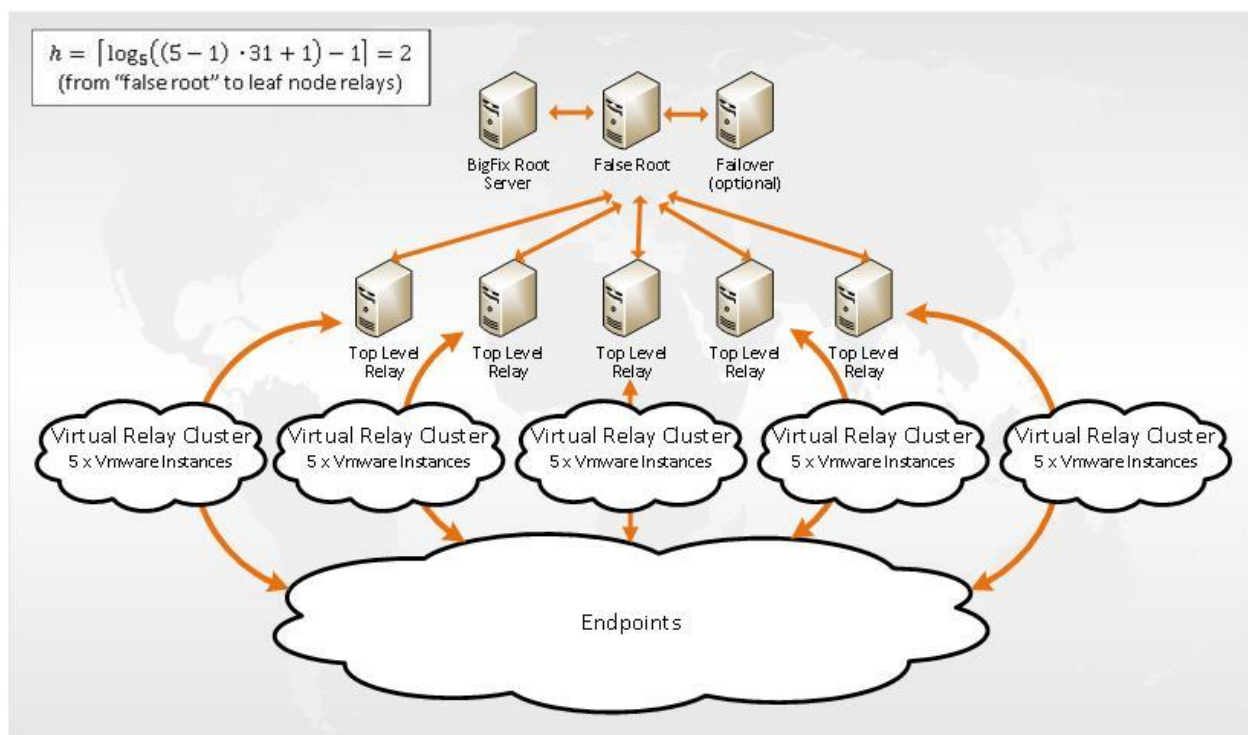 h = ⌈log₅((5 − 1) · 31 + 1) − 1⌉ = 2
(from "false root" to leaf node relays)
BigFix Root
Server
False Root
Failover
(optional)
Top Level
Relay
Top Level
Relay
Top Level
Relay
Top Level
Relay
Top Level
Relay
Virtual Relay Cluster
5 x Vmware Instances
Virtual Relay Cluster
5 x Vmware Instances
Virtual Relay Cluster
5 x Vmware Instances
Virtual Relay Cluster
5 x Vmware Instances
Virtual Relay Cluster
5 x Vmware Instances
Endpoints